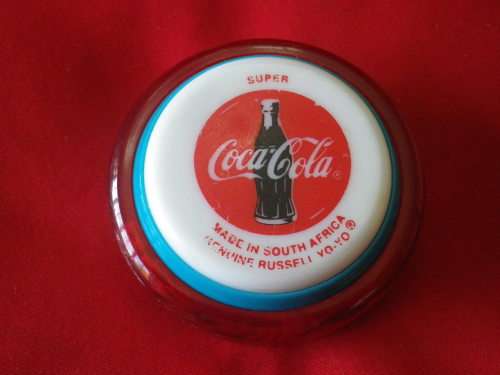 SUPER
Coca-Cola®
MADE IN SOUTH AFRICA
GENUINE RUSSELL YO-YO®